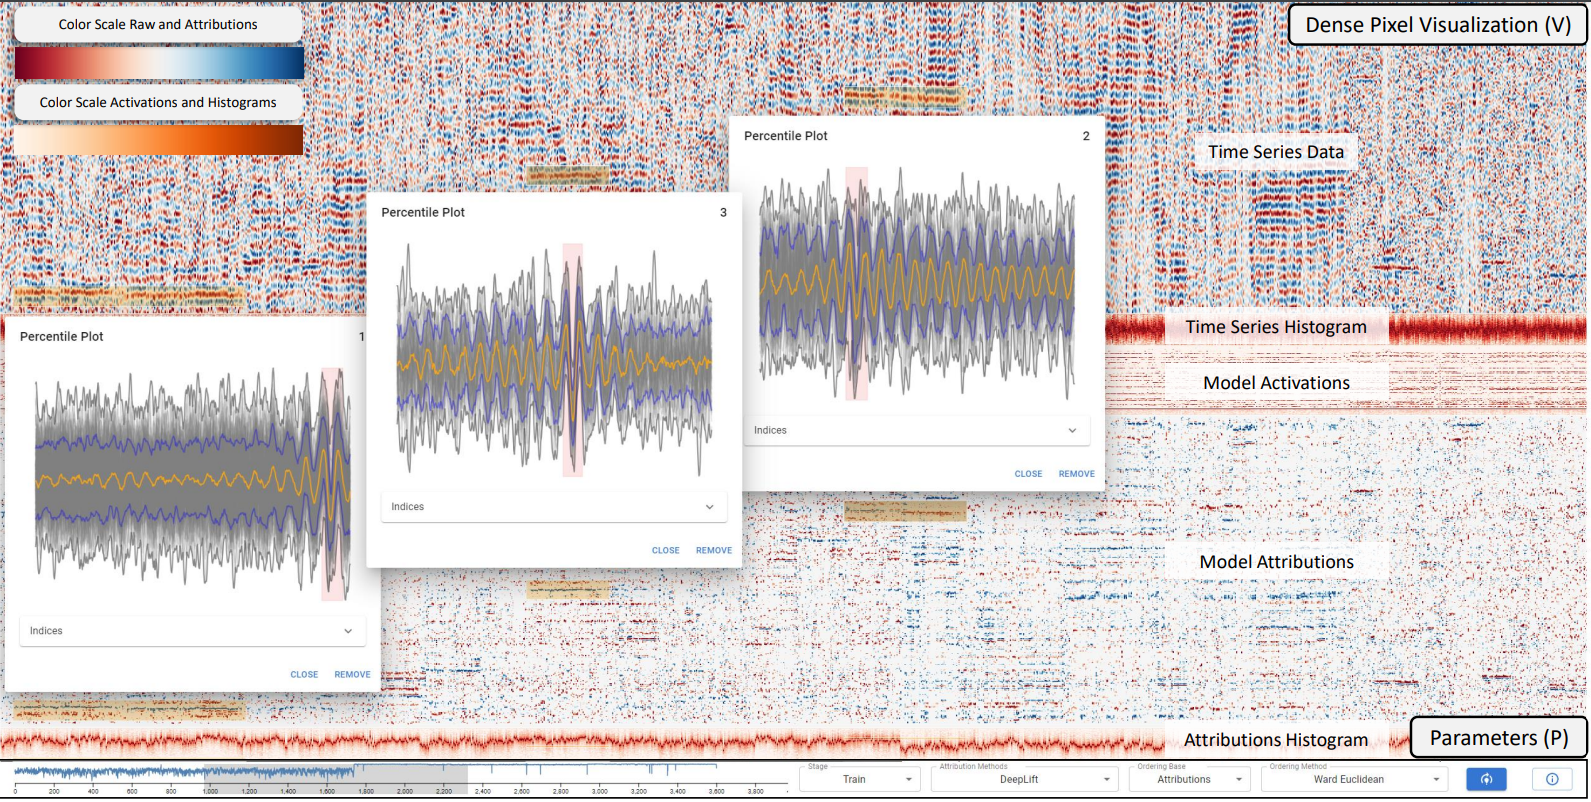 Color Scale Raw and Attributions
Dense Pixel Visualization (V)
Color Scale Activations and Histograms
Percentile Plot 2
Time Series Data
Percentile Plot 3
Time Series Histogram
Percentile Plot 1
Model Activations
Indices
CLOSE REMOVE
Indices
CLOSE REMOVE
Model Attributions
Indices
CLOSE REMOVE
Attributions Histogram
Parameters (P)
Stage
Train
Attribution Methods
DeepLift
Ordering Base
Attributions
Ordering Method
Ward Euclidean
0 200 400 600 800 1,000 1,200 1,400 1,600 1,800 2,000 2,200 2,400 2,600 2,800 3,000 3,200 3,400 3,600 3,800